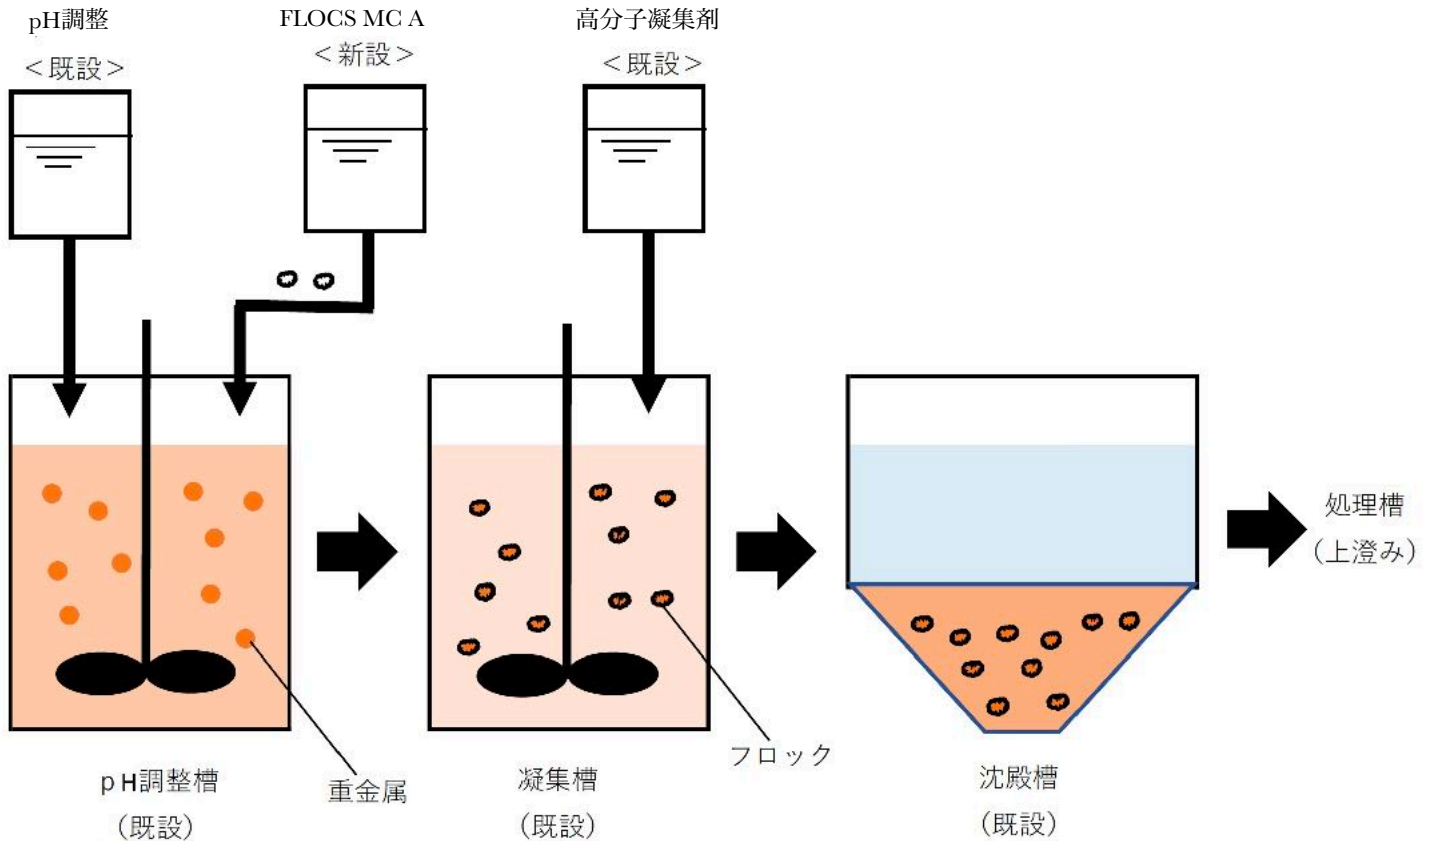 pH調整
＜既設＞
FLOCS MC A
＜新設＞
高分子凝集剤
＜既設＞
処理槽
（上澄み）
フロック
重金属
ｐH調整槽
（既設）
凝集槽
（既設）
沈殿槽
（既設）